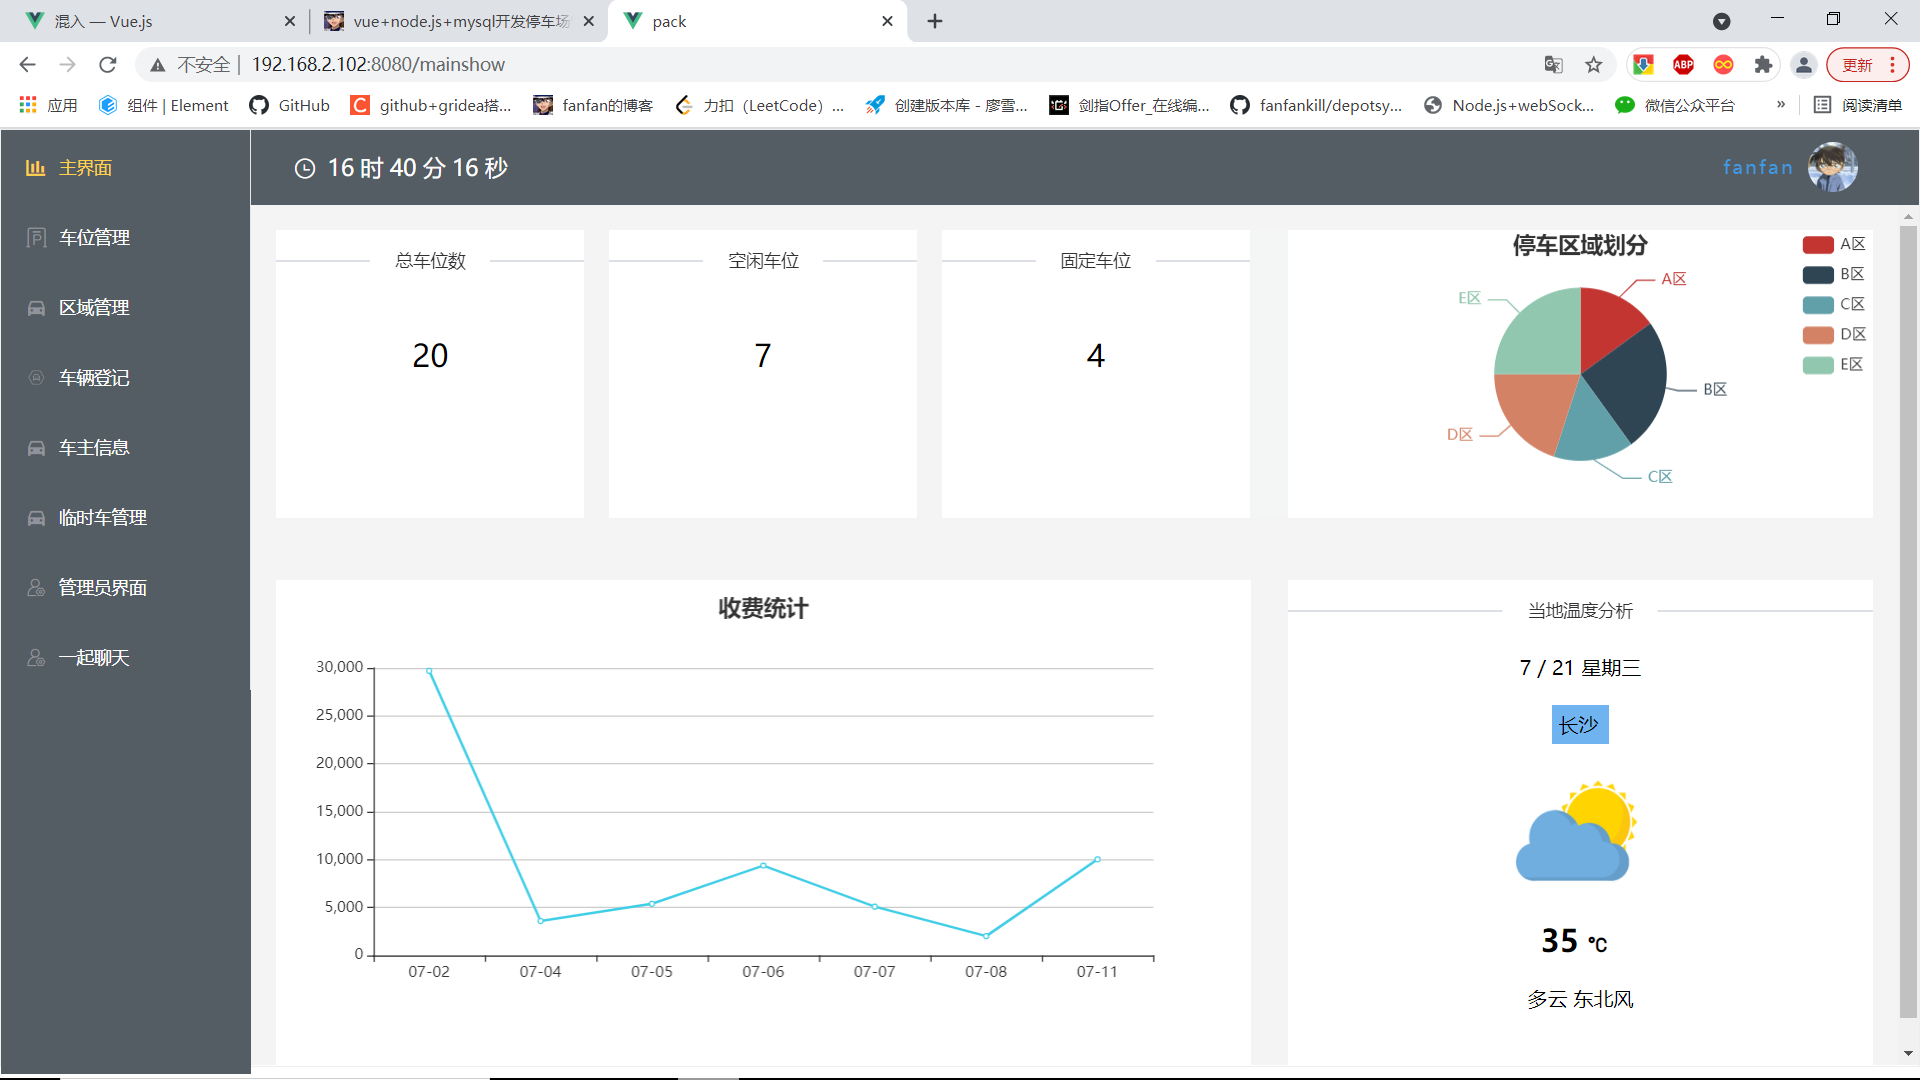 混入 — Vue.js
vue+node.js+mysql开发停车场
pack
不安全 | 192.168.2.102:8080/mainshow
ABP
更新
应用
组件 | Element
GitHub
github+gridea搭...
fanfan的博客
力扣（LeetCode）...
创建版本库 - 廖雪...
剑指Offer_在线编...
fanfankill/depotsy...
Node.js+webSock...
微信公众平台
»
阅读清单
主界面
车位管理
区域管理
车辆登记
车主信息
临时车管理
管理员界面
一起聊天
16 时 40 分 16 秒
fanfan
总车位数
20
空闲车位
7
固定车位
4
停车区域划分
A区
B区
C区
D区
E区
A区
B区
C区
D区
E区
收费统计
30,000
25,000
20,000
15,000
10,000
5,000
0
07-02 07-04 07-05 07-06 07-07 07-08 07-11
当地温度分析
7 / 21 星期三
长沙
35 ℃
多云 东北风